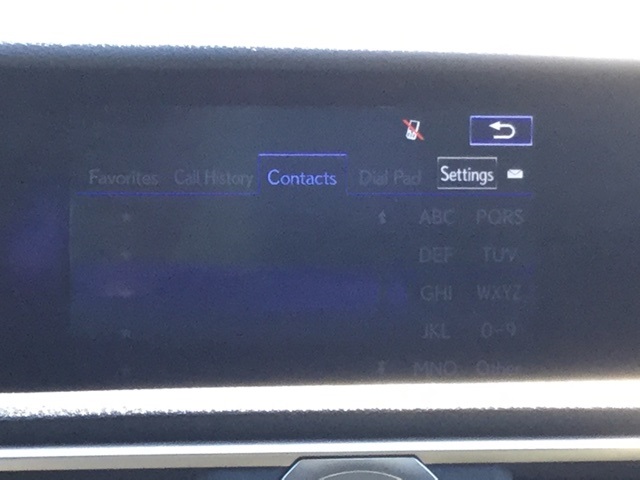 Favorites Call History Contacts Dial Pad Settings
ABC PQRS
DEF TUV
GHI WXYZ
JKL 0-9
MNO Other